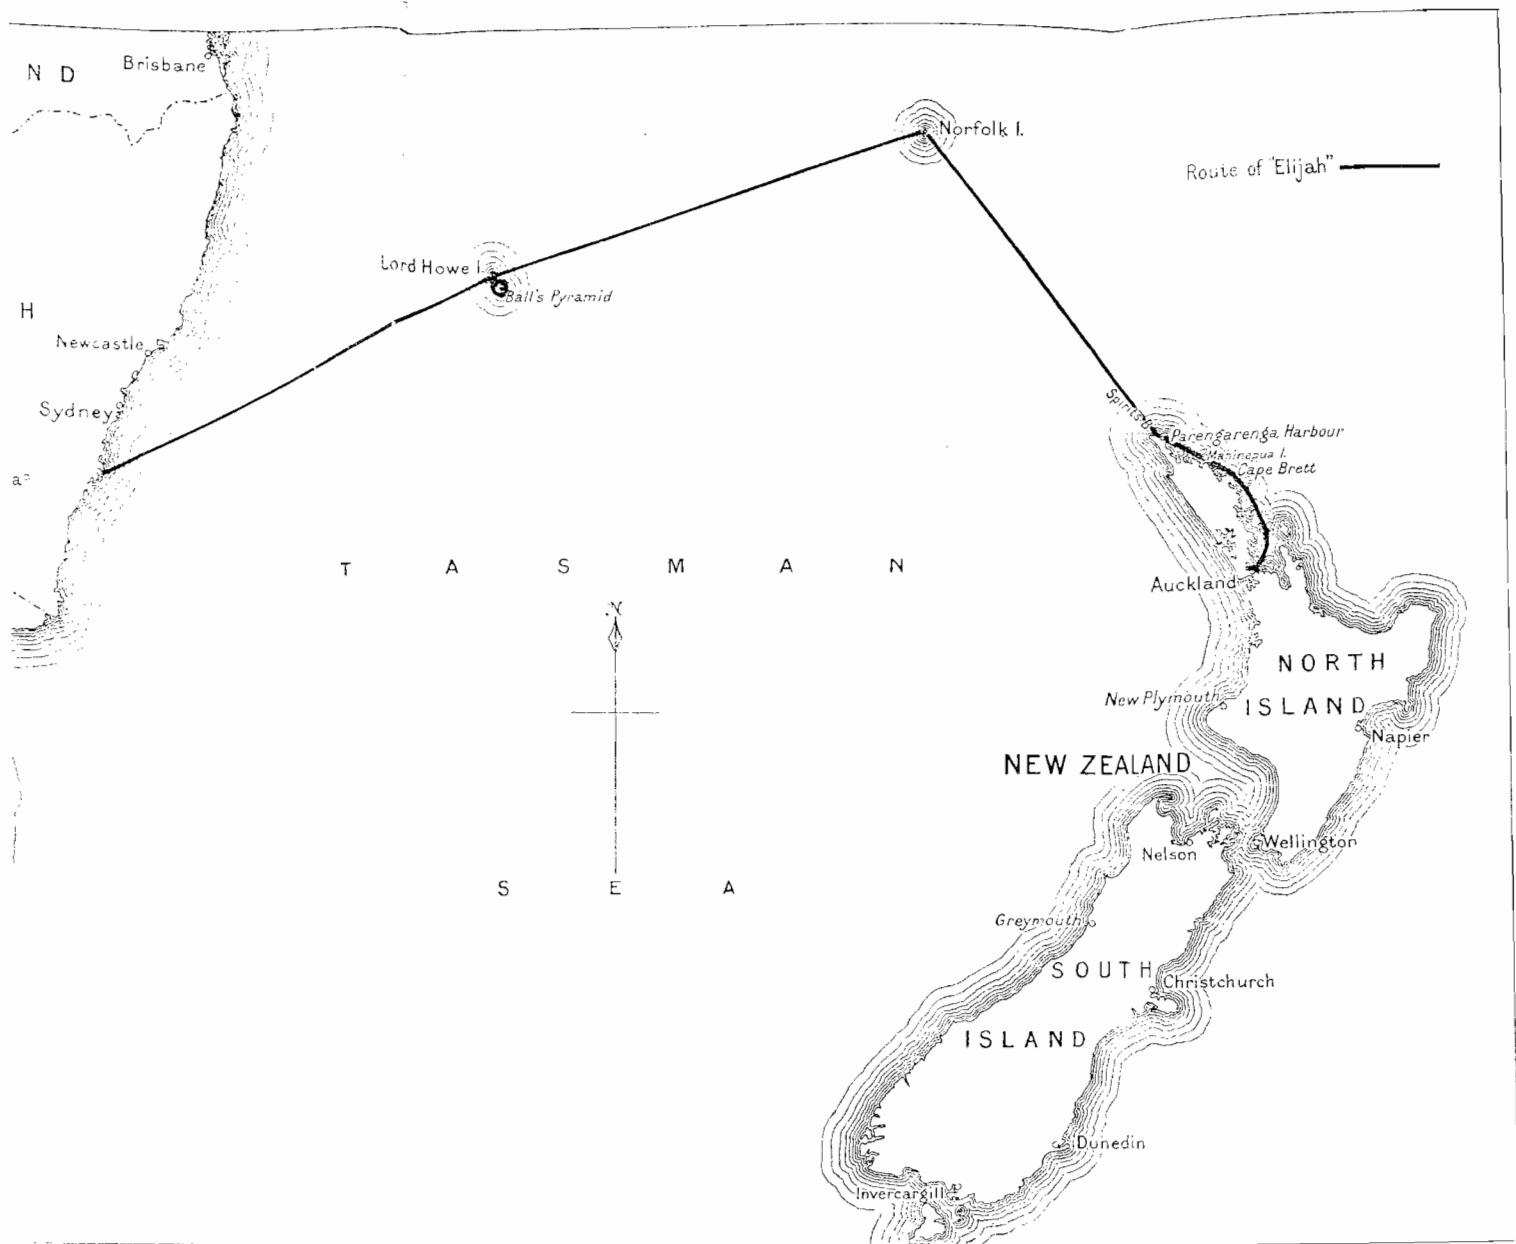 N D
Brisbane
Norfolk I.
Route of "Elijah"
Lord Howe I.
Ball's Pyramid
H
Newcastle
Sydney
Spirits B.
Parengarenga Harbour
Cape Brett
T A S M A N
Auckland
N
NORTH
ISLAND
New Plymouth
Napier
NEW ZEALAND
Wellington
Nelson
S E A
Greymouth
SOUTH
ISLAND
Christchurch
Dunedin
Invercargill